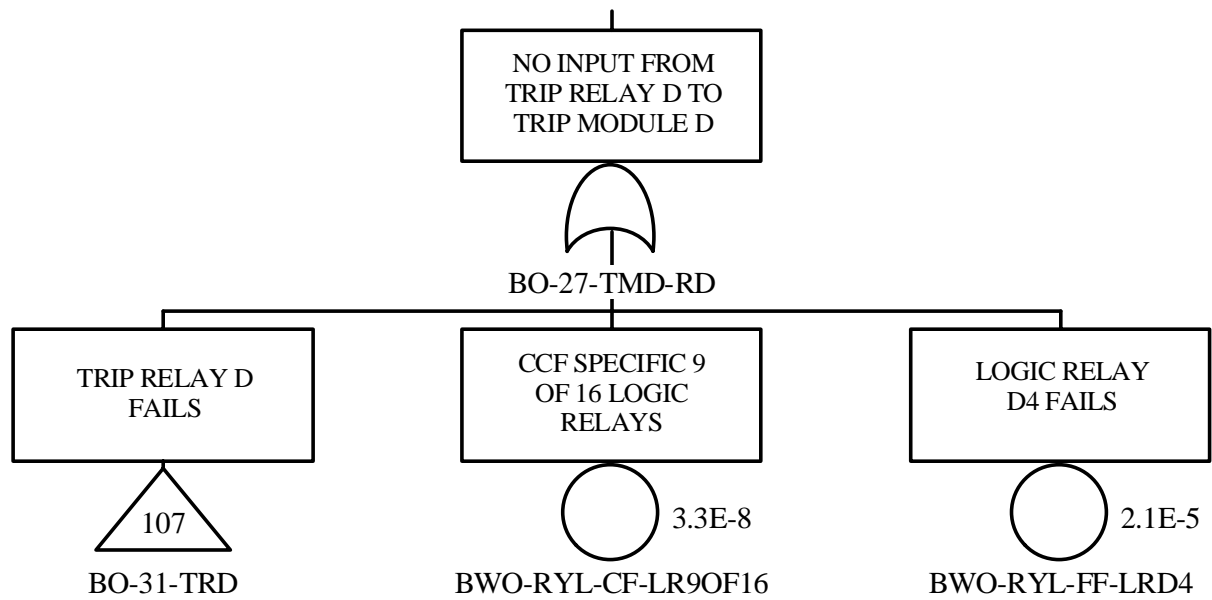 NO INPUT FROM
TRIP RELAY D TO
TRIP MODULE D
BO-27-TMD-RD
TRIP RELAY D
FAILS
107
BO-31-TRD
CCF SPECIFIC 9
OF 16 LOGIC
RELAYS
3.3E-8
BWO-RYL-CF-LR9OF16
LOGIC RELAY
D4 FAILS
2.1E-5
BWO-RYL-FF-LRD4